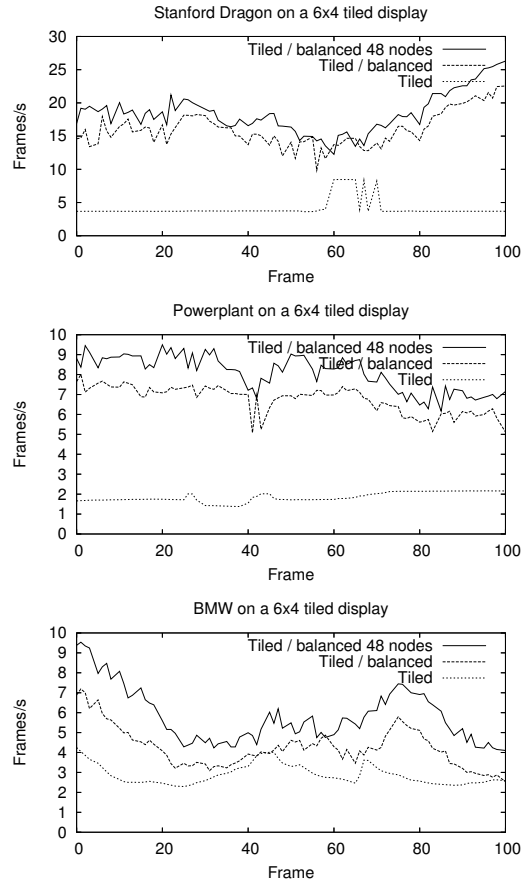 Stanford Dragon on a 6x4 tiled display
30
25
20
15
10
5
0
Frames/s
Tiled / balanced 48 nodes
Tiled / balanced
Tiled
0 20 40 60 80 100
Frame
Powerplant on a 6x4 tiled display
10
9
8
7
6
5
4
3
2
1
0
Frames/s
Tiled / balanced 48 nodes
Tiled / balanced
Tiled
0 20 40 60 80 100
Frame
BMW on a 6x4 tiled display
10
9
8
7
6
5
4
3
2
1
0
Frames/s
Tiled / balanced 48 nodes
Tiled / balanced
Tiled
0 20 40 60 80 100
Frame